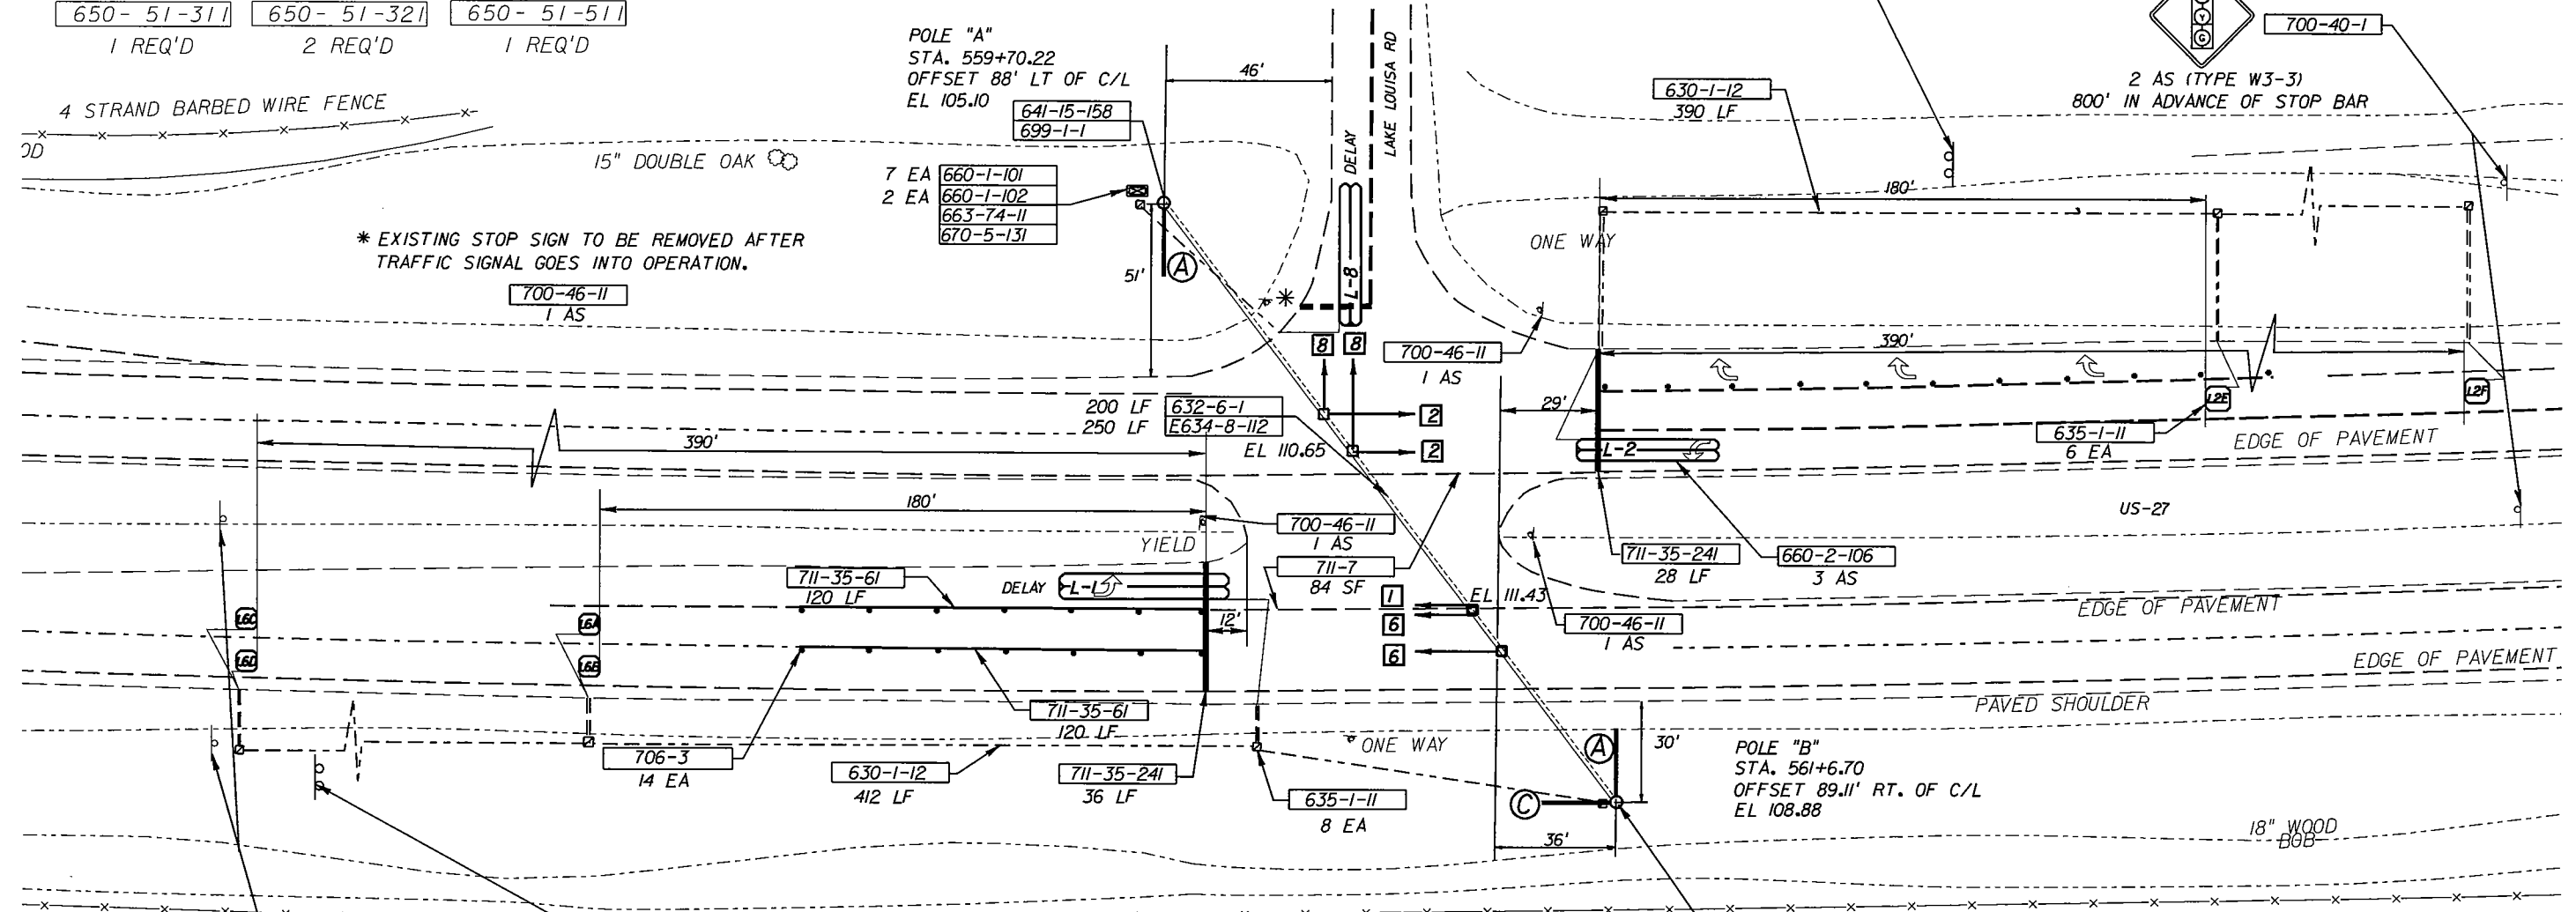 650- 51-311
650- 51-321
650- 51-511
1 REQ'D
2 REQ'D
1 REQ'D
4 STRAND BARBED WIRE FENCE
OD
15" DOUBLE OAK
POLE "A"
STA. 559+70.22
OFFSET 88' LT OF C/L
EL 105.10
641-15-158
699-1-1
7 EA 660-1-101
2 EA 660-1-102
663-74-11
670-5-131
* EXISTING STOP SIGN TO BE REMOVED AFTER
TRAFFIC SIGNAL GOES INTO OPERATION.
700-46-11
1 AS
46'
51'
A
DELAY
LAKE LOUISA RD
L-8
*
8
8
2
2
Y
G
700-40-1
2 AS (TYPE W3-3)
800' IN ADVANCE OF STOP BAR
630-1-12
390 LF
180'
ONE WAY
700-46-11
1 AS
390'
29'
L2E
L2F
635-1-11
6 EA
EDGE OF PAVEMENT
L-2
200 LF 632-6-1
250 LF E634-8-112
EL 110.65
390'
180'
US-27
YIELD
700-46-11
1 AS
711-7
84 SF
711-35-241
28 LF
660-2-106
3 AS
711-35-61
120 LF
DELAY
L-1
12'
1
6
6
EL 111.43
700-46-11
1 AS
EDGE OF PAVEMENT
EDGE OF PAVEMENT
PAVED SHOULDER
L6C
L6D
L6A
L6B
711-35-61
120 LF
706-3
14 EA
630-1-12
412 LF
711-35-241
36 LF
ONE WAY
635-1-11
8 EA
A
C
30'
36'
POLE "B"
STA. 561+6.70
OFFSET 89.11' RT. OF C/L
EL 108.88
18" WOOD
BOB